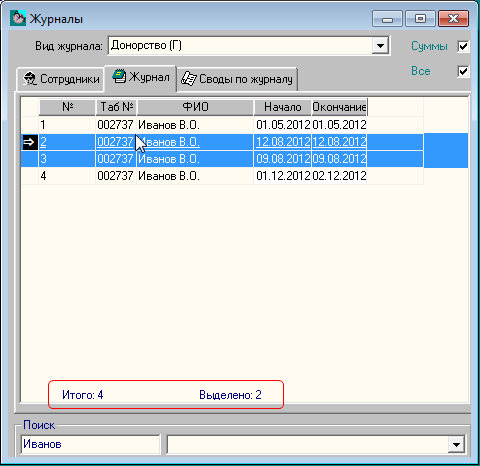 Журналы
Вид журнала: Донорство (Г) Суммы
Все
Сотрудники Журнал Своды по журналу
№ Таб № ФИО Начало Окончание
1 002737 Иванов В.О. 01.05.2012 01.05.2012
2 002737 Иванов В.О. 12.08.2012 12.08.2012
3 002737 Иванов В.О. 09.08.2012 09.08.2012
4 002737 Иванов В.О. 01.12.2012 02.12.2012
Итого: 4 Выделено: 2
Поиск
Иванов